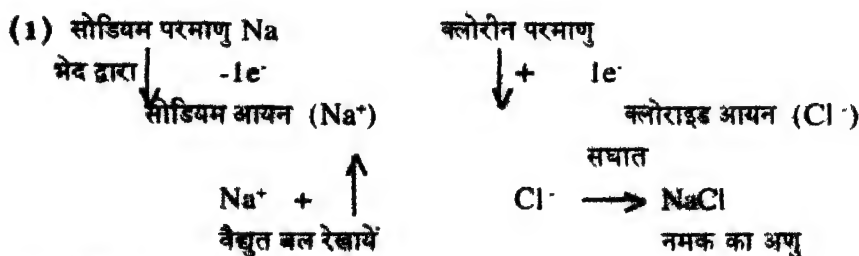 (1) सोडियम परमाणु Na क्लोरीन परमाणु
भेद द्वारा -1e⁻ + 1e⁻
सोडियम आयन (Na⁺) क्लोराइड आयन (Cl⁻)
सघात
Na⁺ + Cl⁻ → NaCl
वैद्युत बल रेखायें नमक का अणु